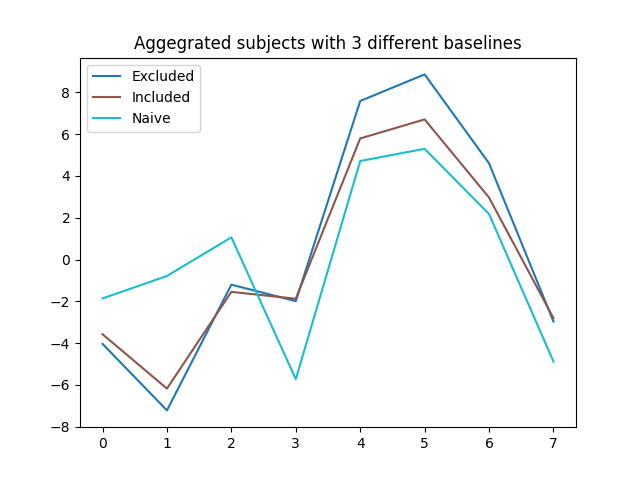 Aggegrated subjects with 3 different baselines
Excluded
Included
Naive
8
6
4
2
0
−2
−4
−6
−8
0 1 2 3 4 5 6 7